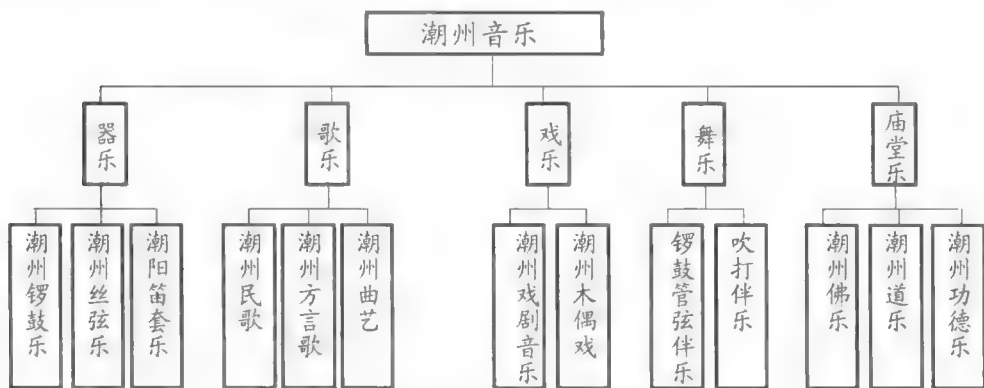 潮州音乐
器乐
歌乐
戏乐
舞乐
庙堂乐
潮州锣鼓乐
潮州丝弦乐
潮阳笛套乐
潮州民歌
潮州方言歌
潮州曲艺
潮州戏剧音乐
潮州木偶戏
锣鼓管弦伴乐
吹打伴乐
潮州佛乐
潮州道乐
潮州功德乐